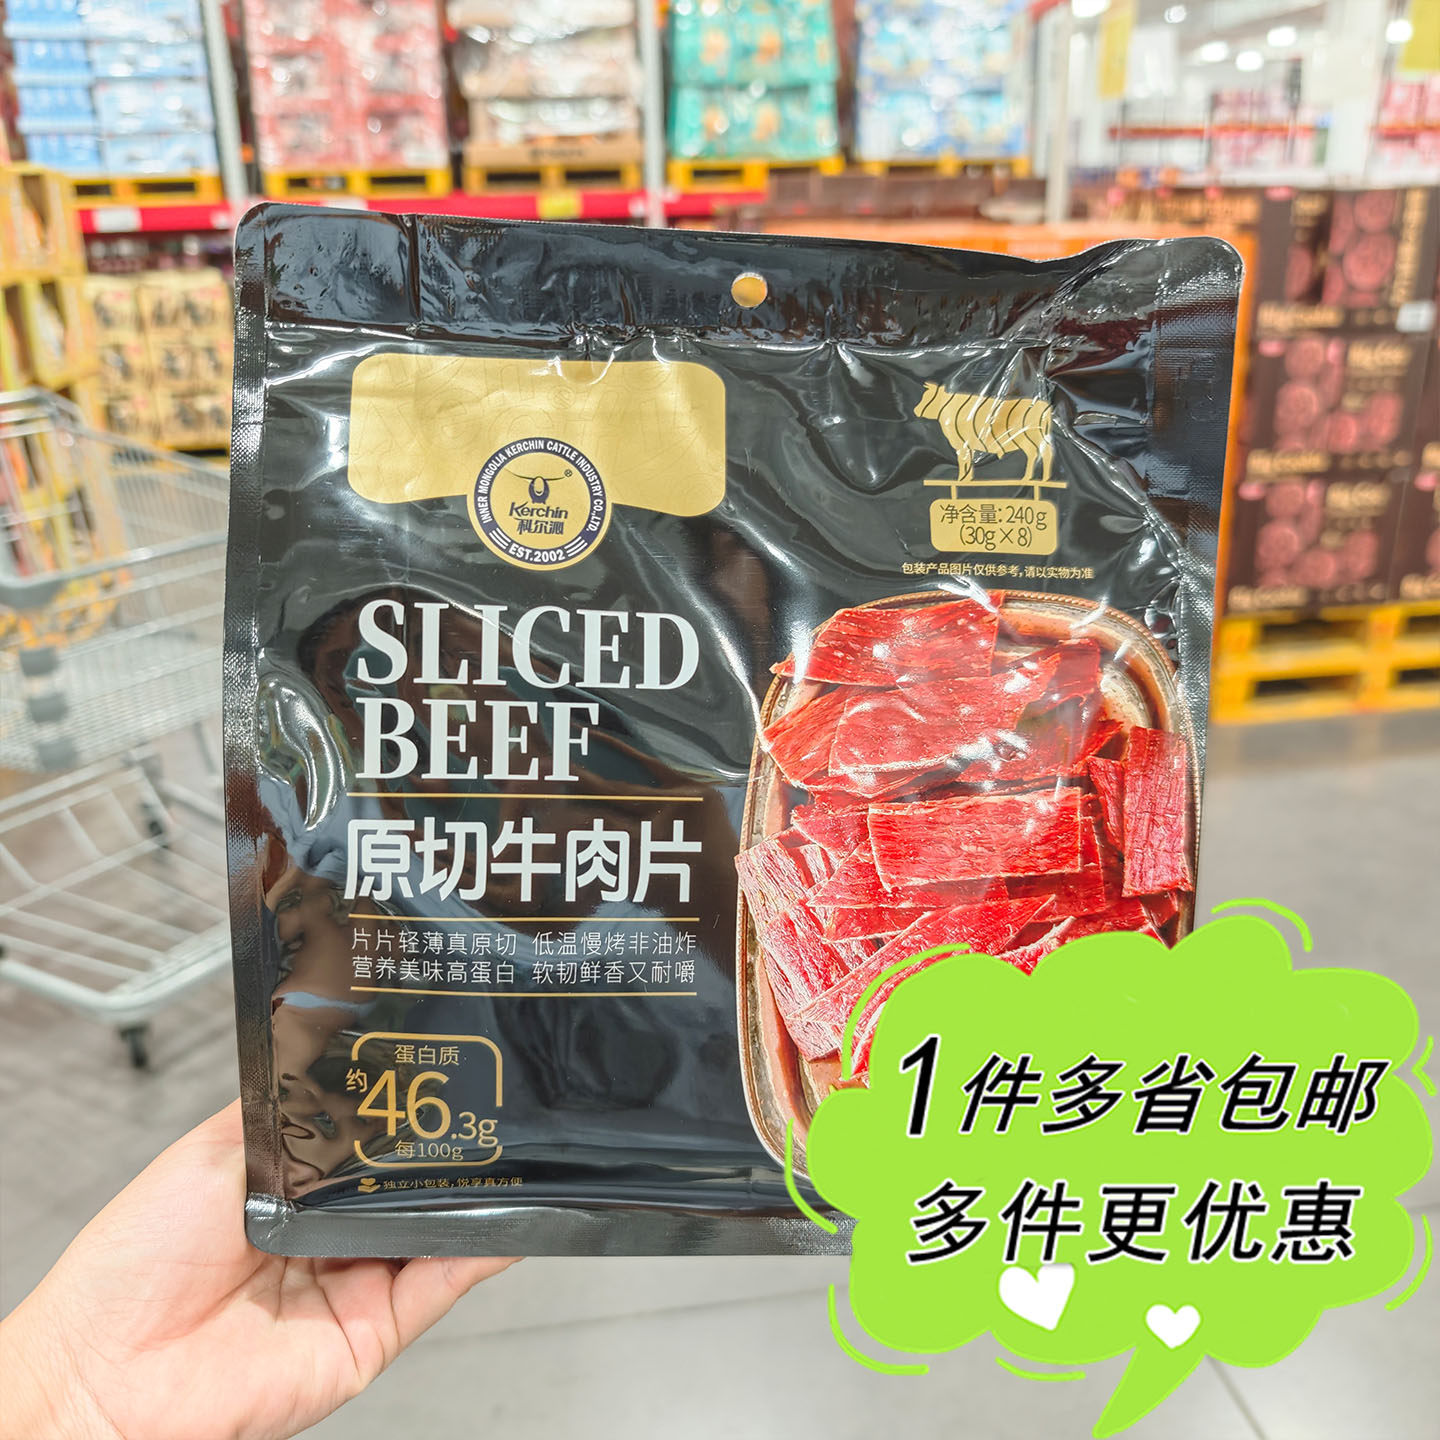 INNER MONGOLIA KERCHIN CATTLE INDUSTRY CO.,LTD.
®
Kerchin
科尔沁
EST.2002
净含量:240g
(30g×8)
包装产品图片仅供参考,请以实物为准
SLICED
BEEF
原切牛肉片
片片轻薄真原切 低温慢烤非油炸
营养美味高蛋白 软韧鲜香又耐嚼
蛋白质
约46.3g
每100g
独立小包装,悦享真方便
1件多省包邮
多件更优惠